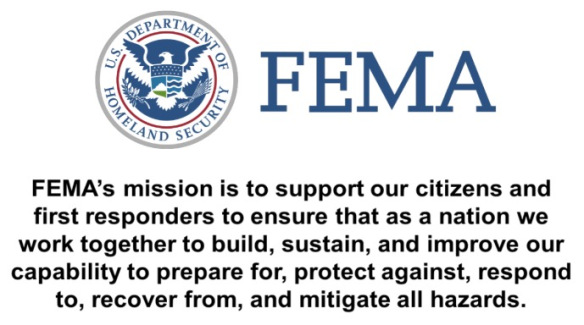 U.S. DEPARTMENT OF
HOMELAND SECURITY
FEMA
FEMA’s mission is to support our citizens and
first responders to ensure that as a nation we
work together to build, sustain, and improve our
capability to prepare for, protect against, respond
to, recover from, and mitigate all hazards.